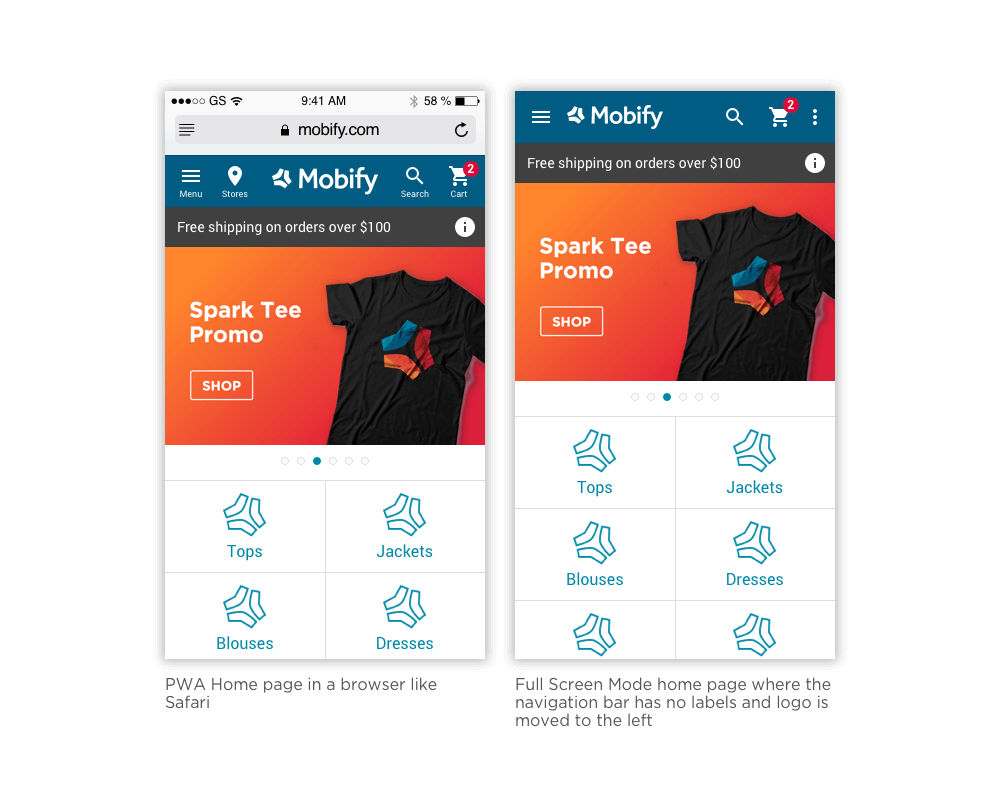 GS 9:41 AM 58 %
mobify.com
Menu Stores Mobify Search Cart 2
Free shipping on orders over $100
Spark Tee
Promo
SHOP
Tops Jackets
Blouses Dresses
PWA Home page in a browser like
Safari
Mobify 2
Free shipping on orders over $100
Spark Tee
Promo
SHOP
Tops Jackets
Blouses Dresses
Full Screen Mode home page where the
navigation bar has no labels and logo is
moved to the left